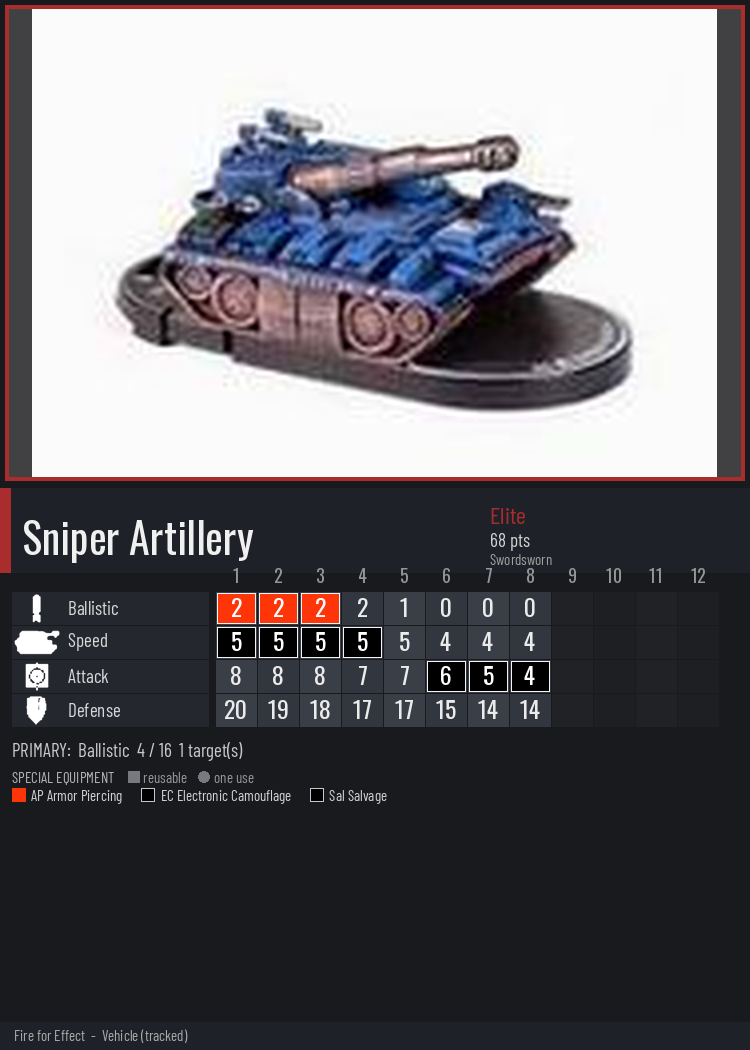 Sniper Artillery
Elite
68 pts
Swordsworn
1 2 3 4 5 6 7 8 9 10 11 12
Ballistic 2 2 2 2 1 0 0 0
Speed 5 5 5 5 5 4 4 4
Attack 8 8 8 7 7 6 5 4
Defense 20 19 18 17 17 15 14 14
PRIMARY: Ballistic 4 / 16 1 target(s)
SPECIAL EQUIPMENT reusable one use
AP Armor Piercing EC Electronic Camouflage Sal Salvage
Fire for Effect - Vehicle (tracked)